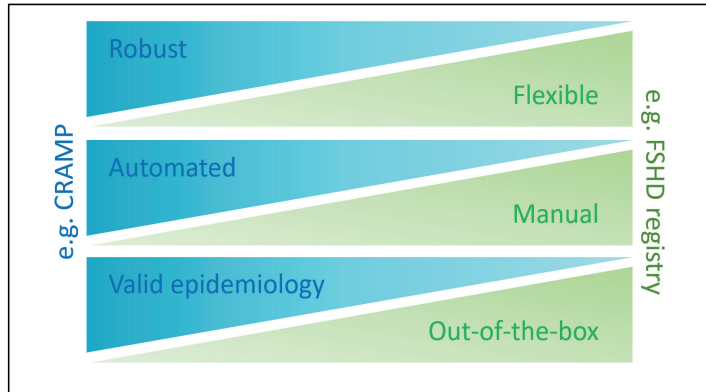 Robust
Flexible
Automated
Manual
Valid epidemiology
Out-of-the-box
e.g. CRAMP
e.g. FSHD registry